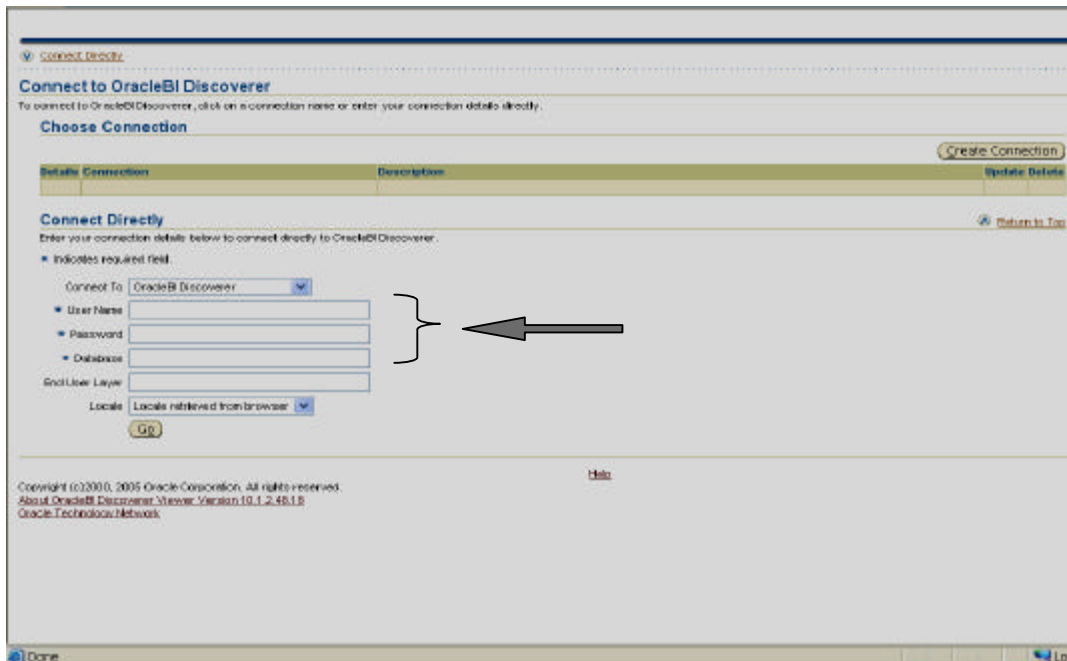 Connect Directly
Connect to OracleBI Discoverer
To connect to OracleBI Discoverer, click on a connection name or enter your connection details directly.
Choose Connection
Create Connection
Details Connection Description Update Delete
Connect Directly
Return to Top
Enter your connection details below to connect directly to OracleBI Discoverer.
* Indicates required field.
Connect To OracleBI Discoverer
* User Name
* Password
* Database
End User Layer
Locale Locale retrieved from browser
Go
Help
Copyright (c)2000, 2005 Oracle Corporation. All rights reserved.
About OracleBI Discoverer Viewer Version 10.1.2.48.18
Oracle Technology Network
Done